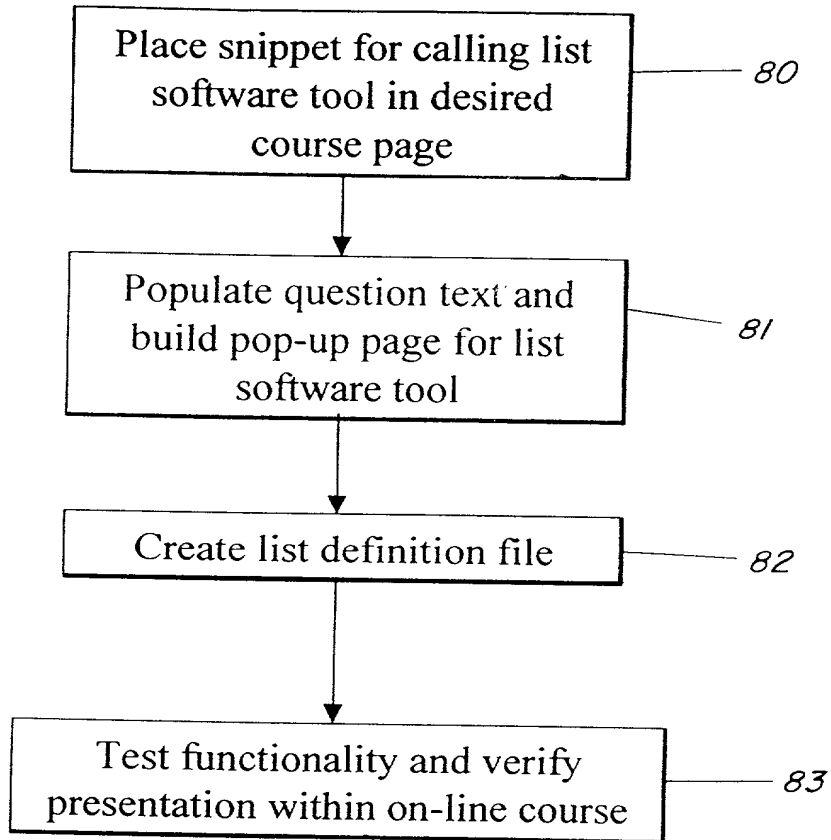 Place snippet for calling list
software tool in desired
course page
80
Populate question text and
build pop-up page for list
software tool
81
Create list definition file
82
Test functionality and verify
presentation within on-line course
83